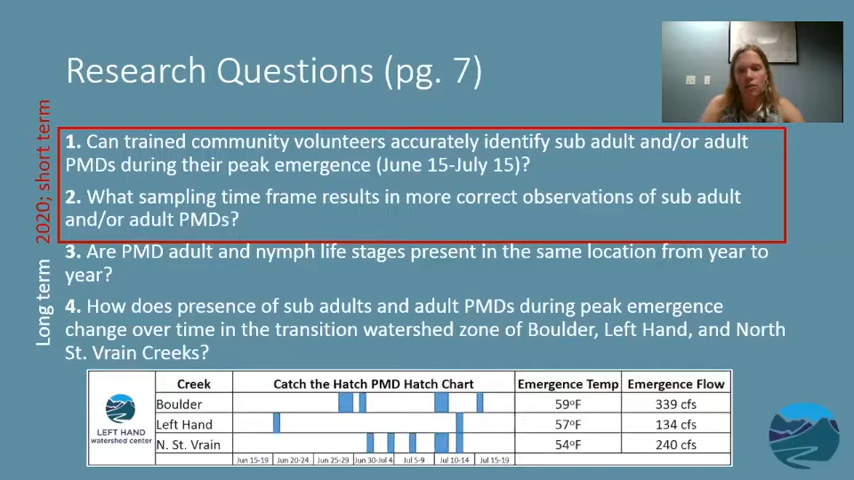 Research Questions (pg. 7)
2020; short term
1. Can trained community volunteers accurately identify sub adult and/or adult
PMDs during their peak emergence (June 15-July 15)?
2. What sampling time frame results in more correct observations of sub adult
and/or adult PMDs?
Long term
3. Are PMD adult and nymph life stages present in the same location from year to
year?
4. How does presence of sub adults and adult PMDs during peak emergence
change over time in the transition watershed zone of Boulder, Left Hand, and North
St. Vrain Creeks?
LEFT HAND
watershed center
Creek Catch the Hatch PMD Hatch Chart Emergence Temp Emergence Flow
Boulder 59°F 339 cfs
Left Hand 57°F 134 cfs
N. St. Vrain 54°F 240 cfs
Jun 15-19 Jun 20-24 Jun 25-29 Jun 30-Jul 4 Jul 5-9 Jul 10-14 Jul 15-19